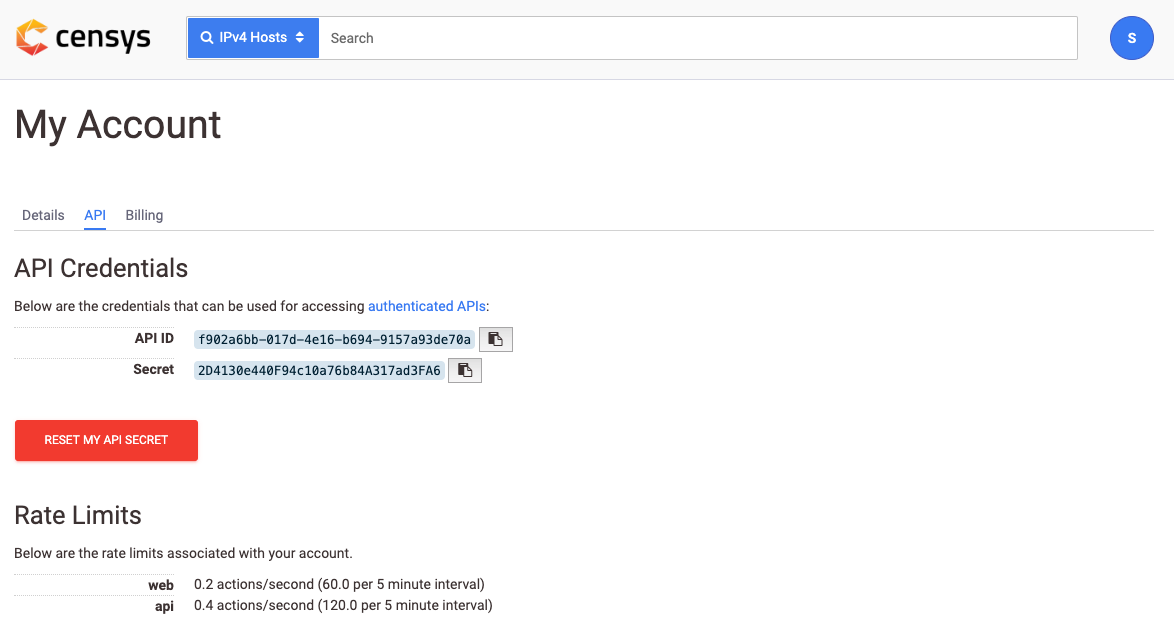 censys
IPv4 Hosts
Search
S
My Account
Details API Billing
API Credentials
Below are the credentials that can be used for accessing authenticated APIs:
API ID f902a6bb-017d-4e16-b694-9157a93de70a
Secret 2D4130e440F94c10a76b84A317ad3FA6
RESET MY API SECRET
Rate Limits
Below are the rate limits associated with your account.
web 0.2 actions/second (60.0 per 5 minute interval)
api 0.4 actions/second (120.0 per 5 minute interval)